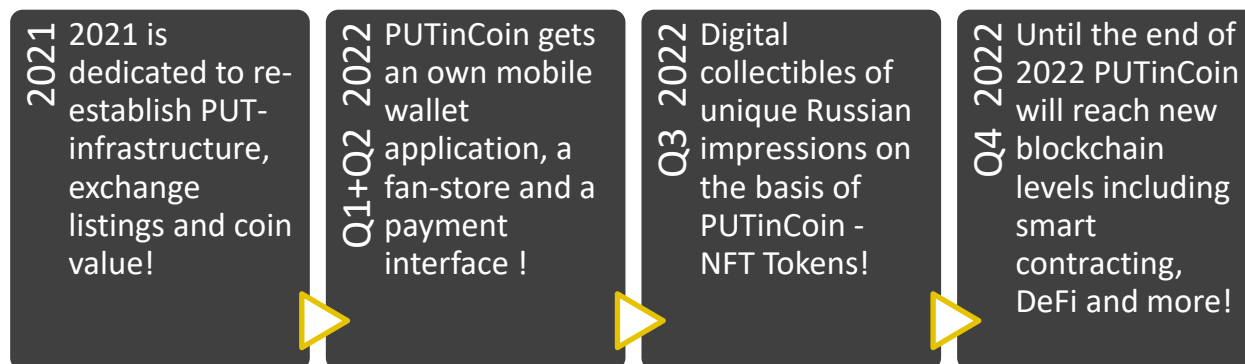 2021
2021 is
dedicated to re-
establish PUT-
infrastructure,
exchange
listings and coin
value!
Q1+Q2 2022
PUTinCoin gets
an own mobile
wallet
application, a
fan-store and a
payment
interface !
Q3 2022
Digital
collectibles of
unique Russian
impressions on
the basis of
PUTinCoin -
NFT Tokens!
Q4 2022
Until the end of
2022 PUTinCoin
will reach new
blockchain
levels including
smart
contracting,
DeFi and more!